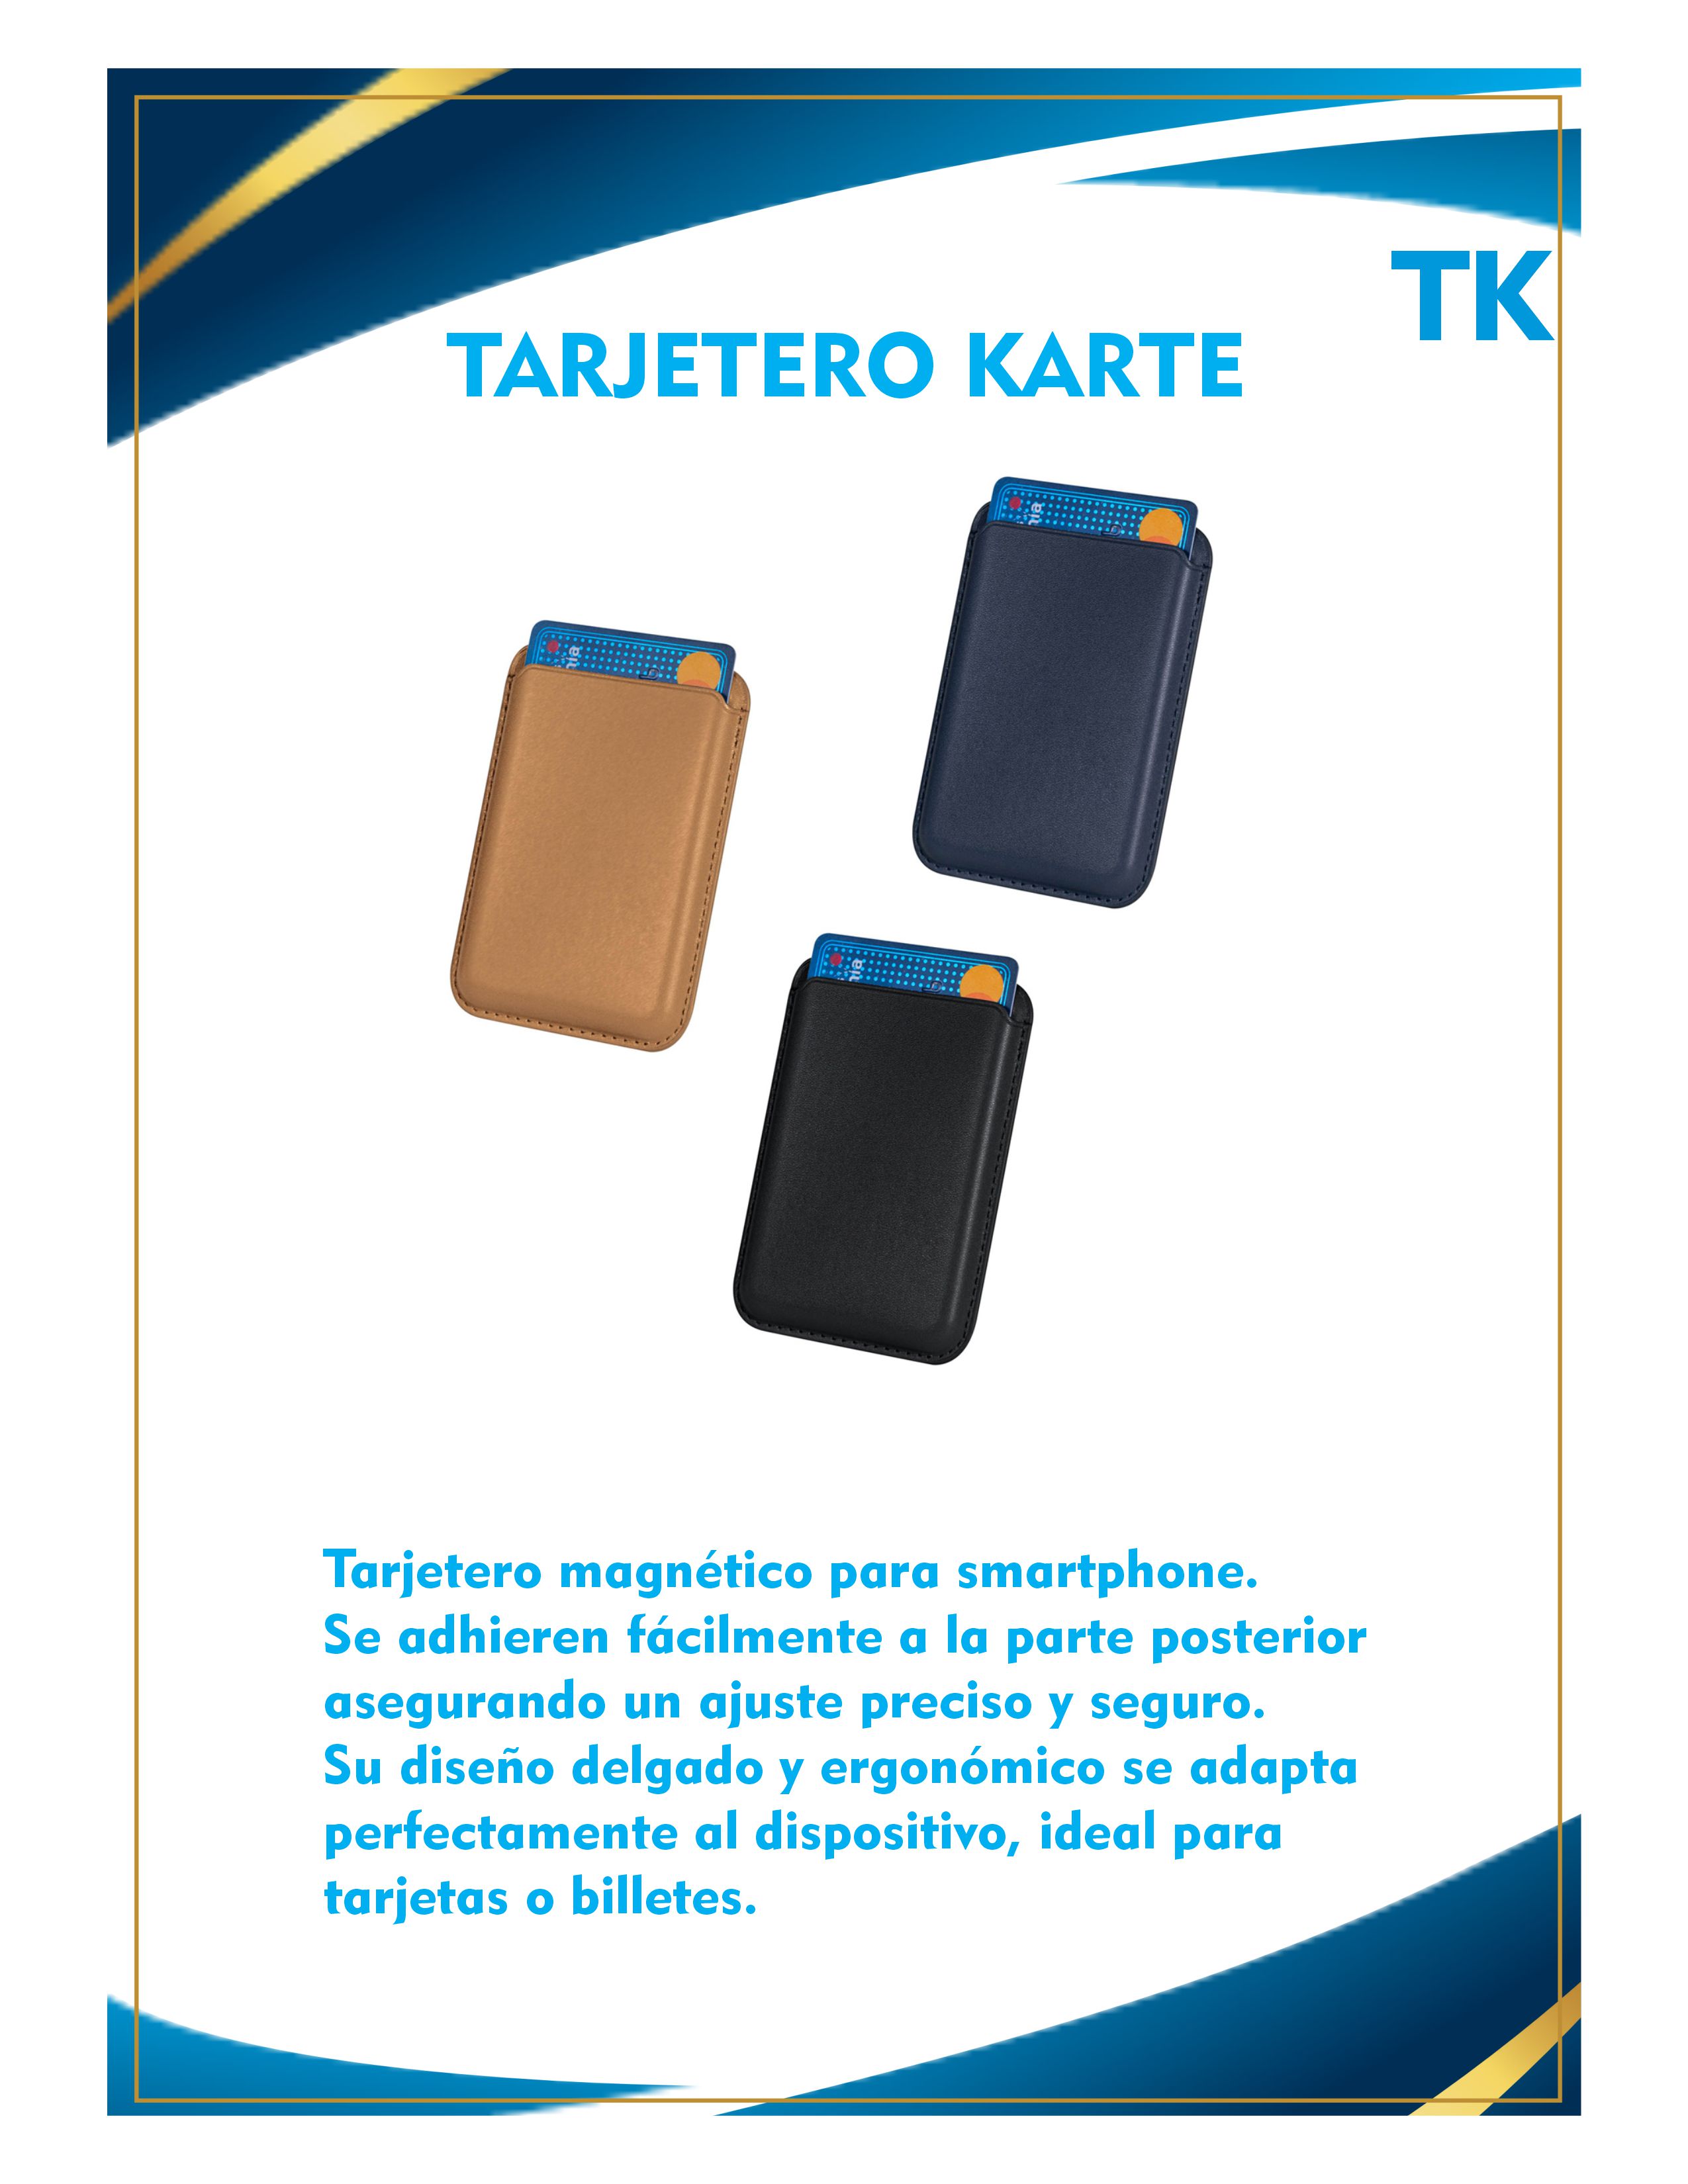 TK
TARJETERO KARTE
Tarjetero magnético para smartphone.
Se adhieren fácilmente a la parte posterior
asegurando un ajuste preciso y seguro.
Su diseño delgado y ergonómico se adapta
perfectamente al dispositivo, ideal para
tarjetas o billetes.